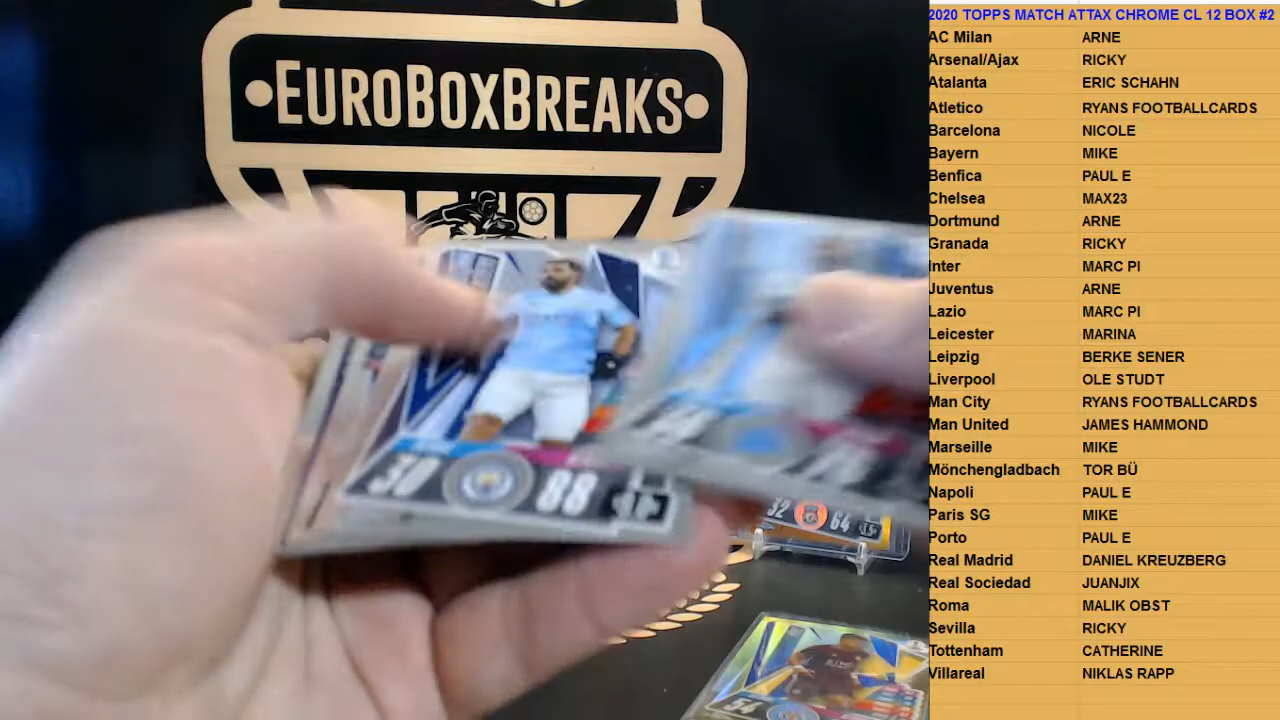 2020 TOPPS MATCH ATTAX CHROME CL 12 BOX #2
AC Milan ARNE
Arsenal/Ajax RICKY
Atalanta ERIC SCHAHN
Atletico RYANS FOOTBALLCARDS
Barcelona NICOLE
Bayern MIKE
Benfica PAUL E
Chelsea MAX23
Dortmund ARNE
Granada RICKY
Inter MARC PI
Juventus ARNE
Lazio MARC PI
Leicester MARINA
Leipzig BERKE SENER
Liverpool OLE STUDT
Man City RYANS FOOTBALLCARDS
Man United JAMES HAMMOND
Marseille MIKE
Mönchengladbach TOR BÜ
Napoli PAUL E
Paris SG MIKE
Porto PAUL E
Real Madrid DANIEL KREUZBERG
Real Sociedad JUANJIX
Roma MALIK OBST
Sevilla RICKY
Tottenham CATHERINE
Villareal NIKLAS RAPP
EUROBOXBREAKS
30 88
32 64
54